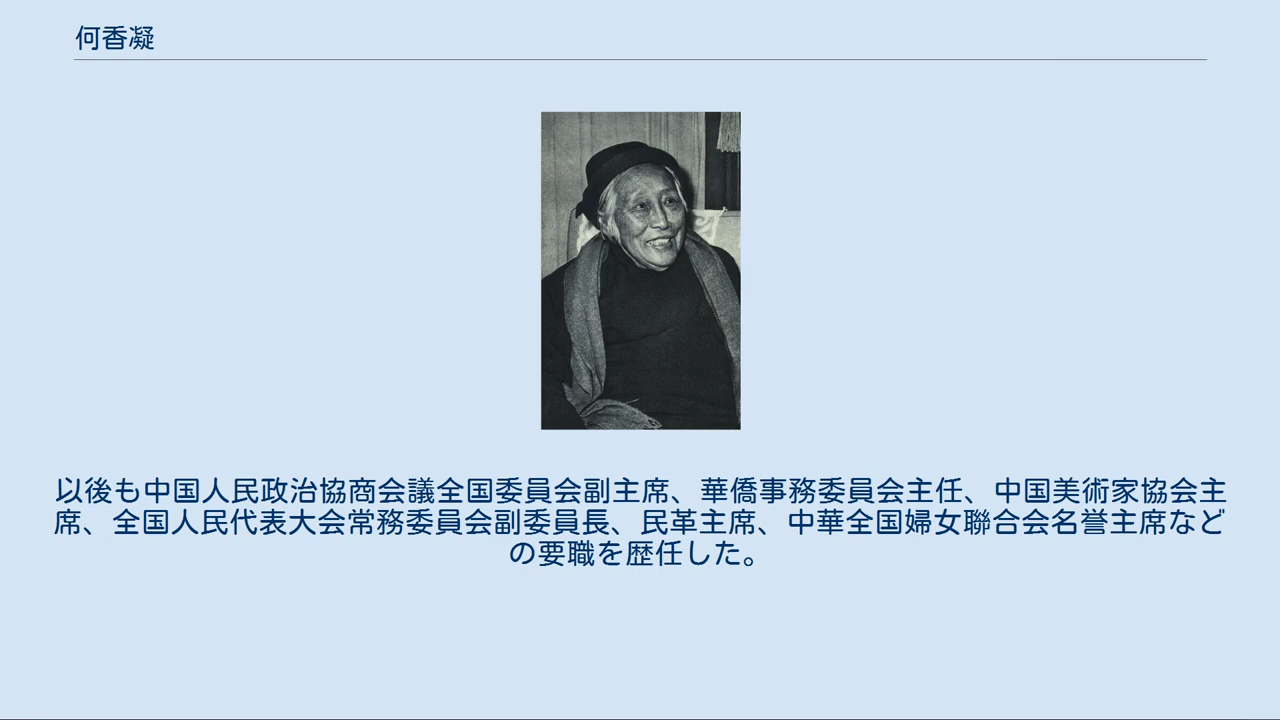 何香凝
以後も中国人民政治協商会議全国委員会副主席、華僑事務委員会主任、中国美術家協会主
席、全国人民代表大会常務委員会副委員長、民革主席、中華全国婦女聯合会名誉主席など
の要職を歴任した。